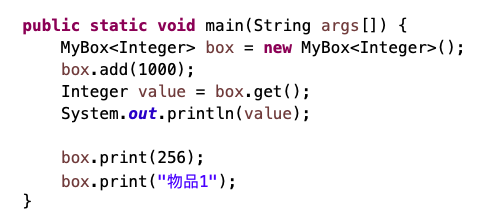 public static void main(String args[]) {
    MyBox<Integer> box = new MyBox<Integer>();
    box.add(1000);
    Integer value = box.get();
    System.out.println(value);

    box.print(256);
    box.print("物品1");
}